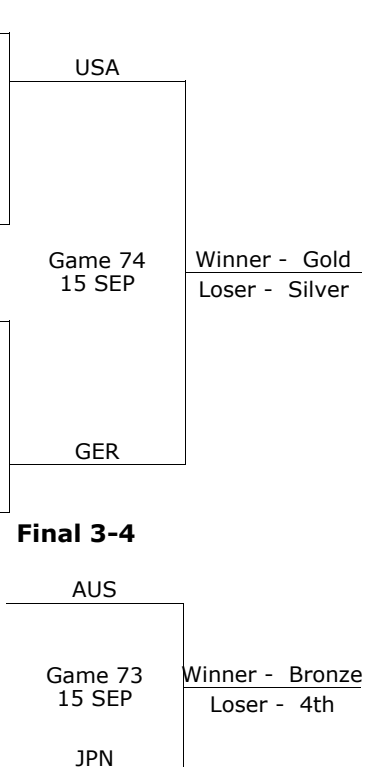 USA
Game 74
15 SEP
Winner - Gold
Loser - Silver
GER
Final 3-4
AUS
Game 73
15 SEP
Winner - Bronze
Loser - 4th
JPN